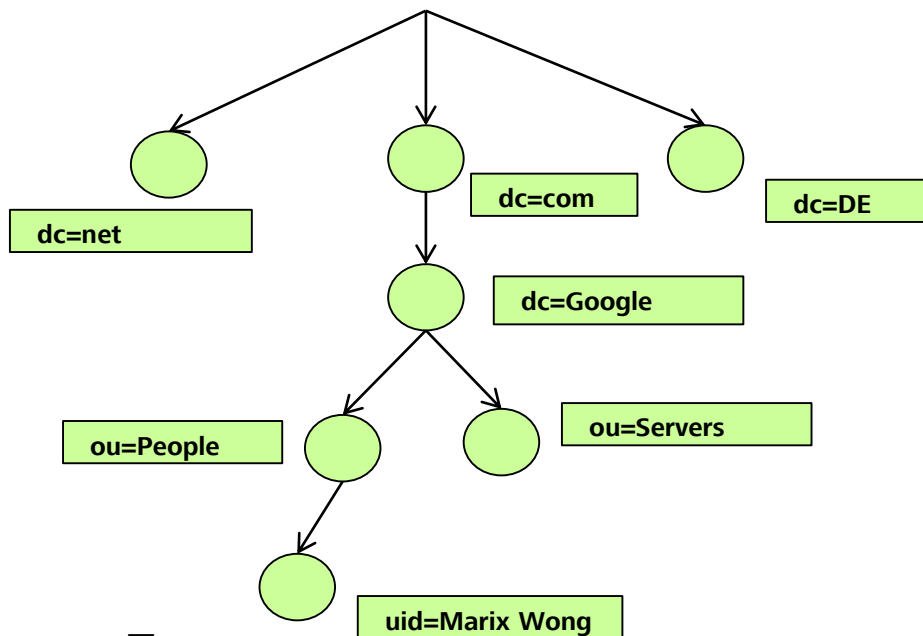 dc=com
dc=DE
dc=net
dc=Google
ou=Servers
ou=People
uid=Marix Wong